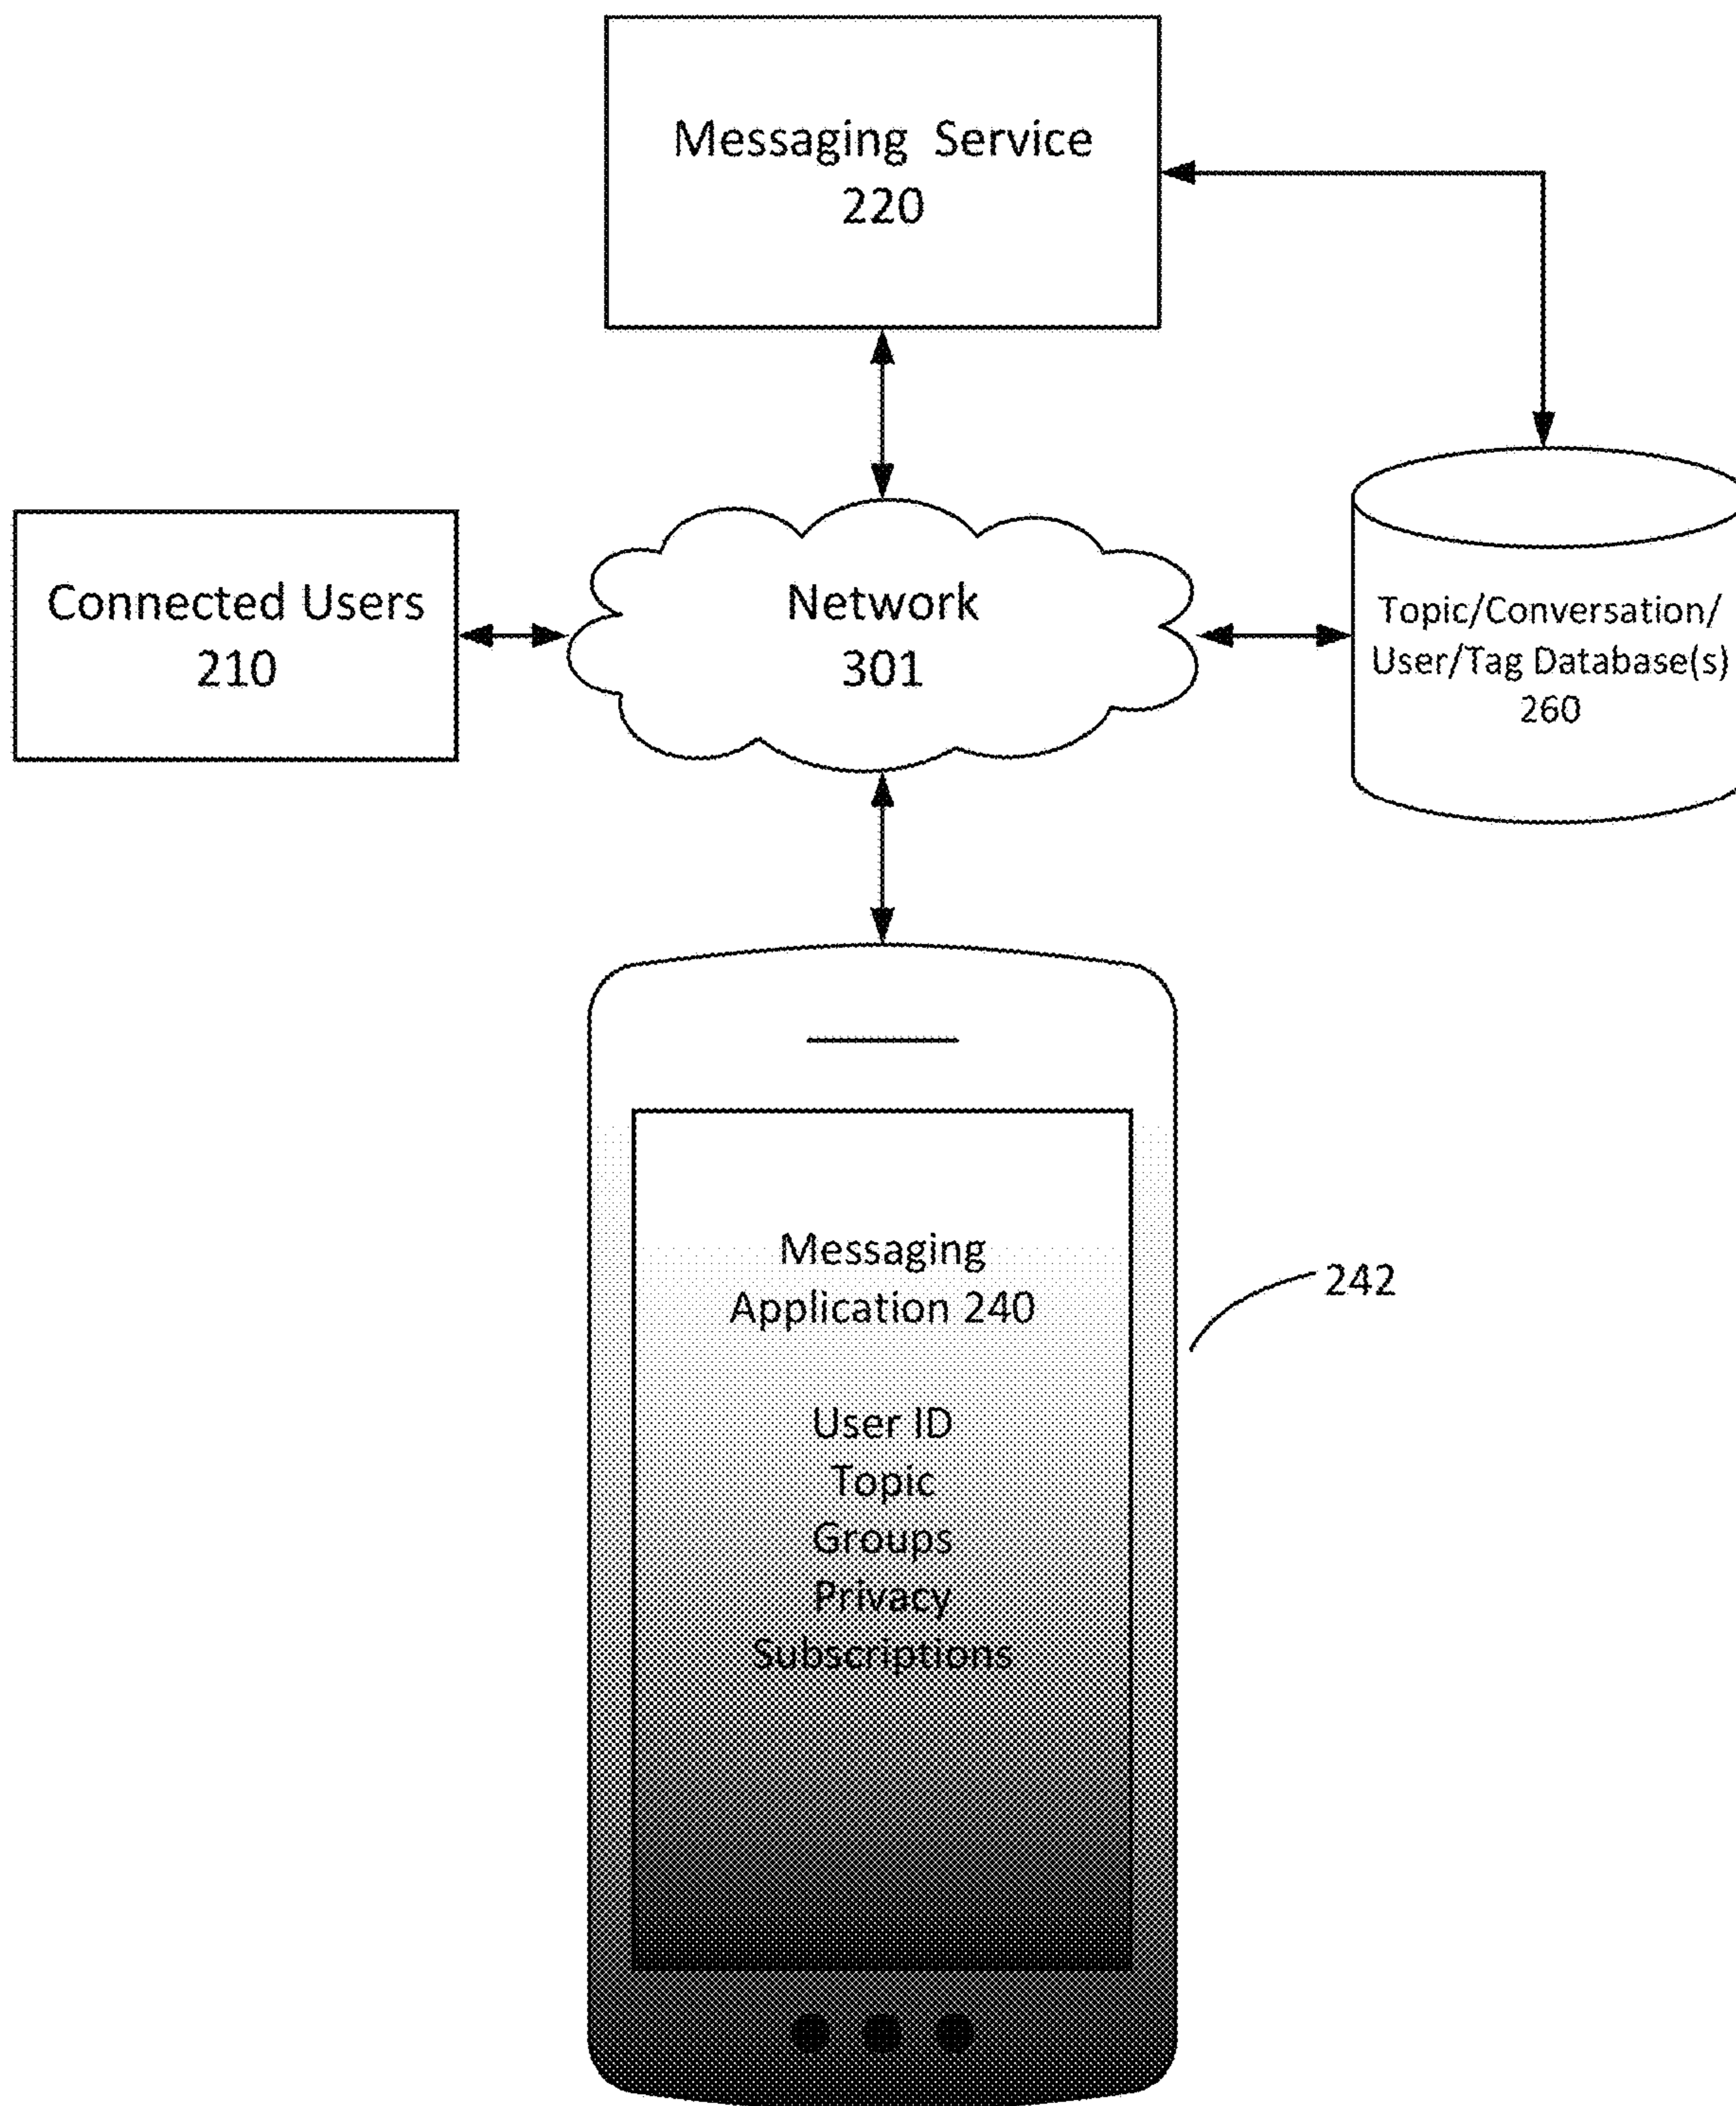 Messaging Service
220
Connected Users
210
Network
301
Topic/Conversation/
User/Tag Database(s)
260
Messaging
Application 240
242
User ID
Topic
Groups
Privacy
Subscriptions